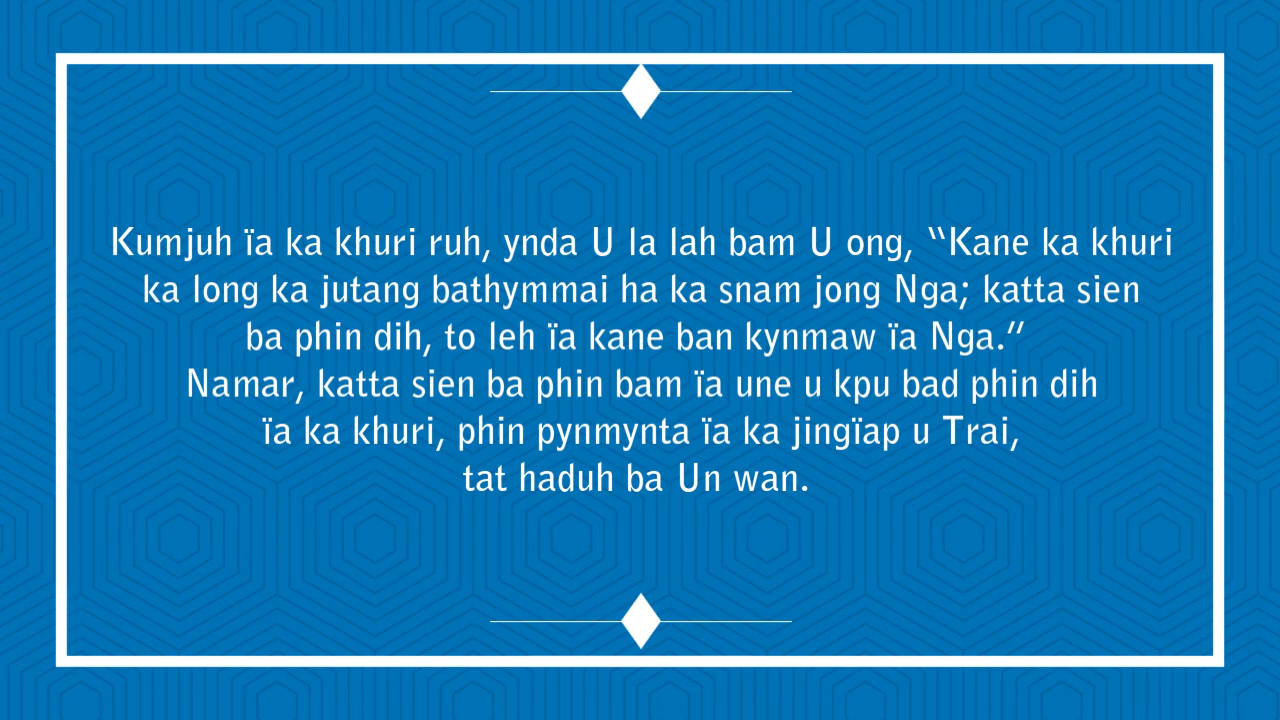 Kumjuh ïa ka khuri ruh, ynda U la lah bam U ong, “Kane ka khuri
ka long ka jutang bathymmai ha ka snam jong Nga; katta sien
ba phin dih, to leh ïa kane ban kynmaw ïa Nga.”
Namar, katta sien ba phin bam ïa une u kpu bad phin dih
ïa ka khuri, phin pynmynta ïa ka jingïap u Trai,
tat haduh ba Un wan.